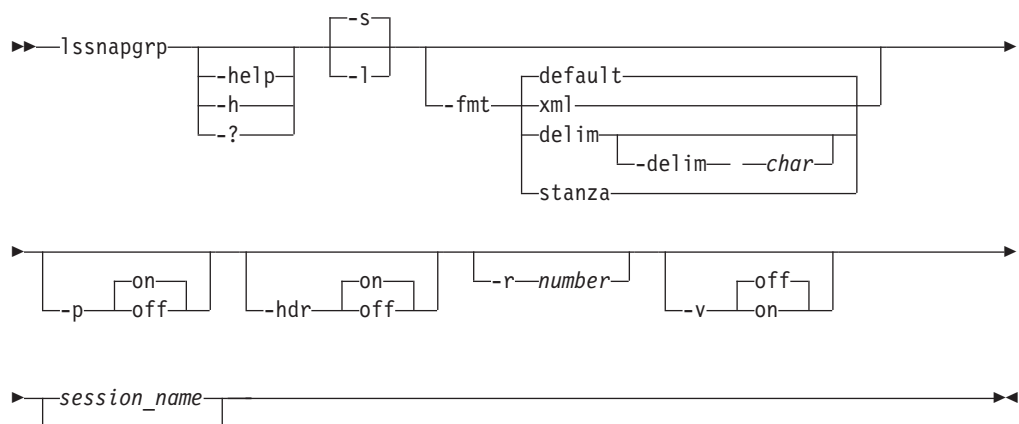 -s
lssnapgrp
-help
-h
-?
-l
-fmt
default
xml
delim
-delim char
stanza
-p
on
off
-hdr
on
off
-r number
-v
off
on
session_name